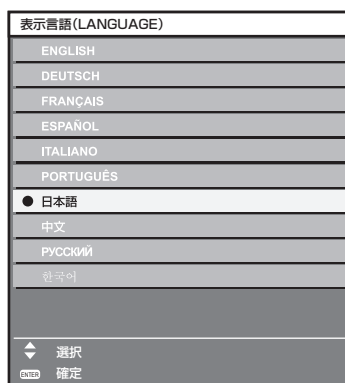 表示言語(LANGUAGE)
ENGLISH
DEUTSCH
FRANÇAIS
ESPAÑOL
ITALIANO
PORTUGUÊS
● 日本語
中文
РУССКИЙ
한국어
選択
ENTER 確定